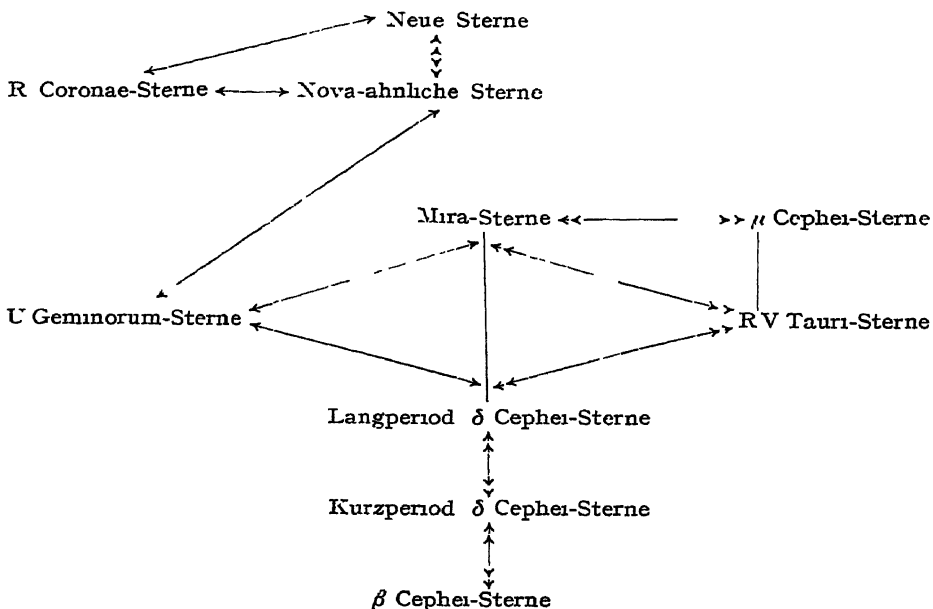 Neue Sterne
R Coronae-Sterne Nova-ahnliche Sterne
Mira-Sterne μ Cephei-Sterne
U Geminorum-Sterne R V Tauri-Sterne
Langperiod δ Cephei-Sterne
Kurzperiod δ Cephei-Sterne
β Cephei-Sterne